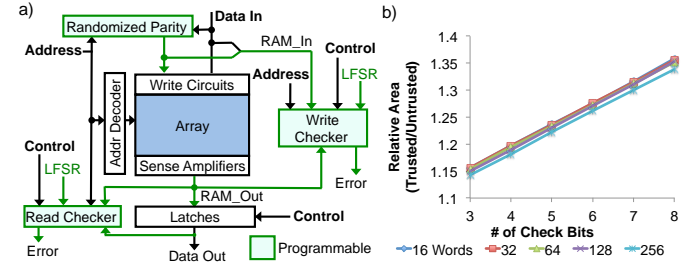 a)
Data In
Randomized Parity
RAM_In
Control
Address
Address
LFSR
Write Circuits
Addr Decoder
Array
Write
Checker
Control
Sense Amplifiers
LFSR
Error
RAM_Out
Read Checker
Latches
Control
Error
Data Out
Programmable
b)
Relative Area
(Trusted/Untrusted)
1.4
1.35
1.3
1.25
1.2
1.15
1.1
3 4 5 6 7 8
# of Check Bits
16 Words 32 64 128 256